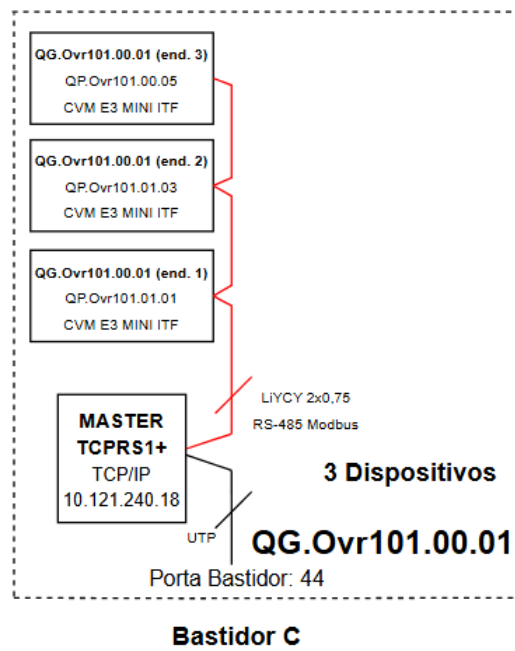 QG.Ovr101.00.01 (end. 3)
QP.Ovr101.00.05
CVM E3 MINI ITF
QG.Ovr101.00.01 (end. 2)
QP.Ovr101.01.03
CVM E3 MINI ITF
QG.Ovr101.00.01 (end. 1)
QP.Ovr101.01.01
CVM E3 MINI ITF
LiYCY 2x0,75
RS-485 Modbus
MASTER
TCPRS1+
TCP/IP
10.121.240.18
3 Dispositivos
UTP
QG.Ovr101.00.01
Porta Bastidor: 44
Bastidor C